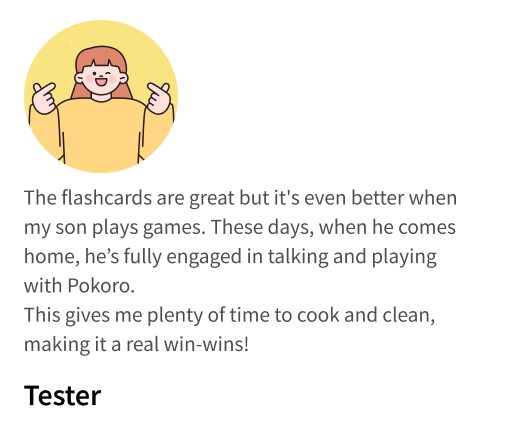 The flashcards are great but it's even better when
my son plays games. These days, when he comes
home, he’s fully engaged in talking and playing
with Pokoro.
This gives me plenty of time to cook and clean,
making it a real win-wins!
Tester